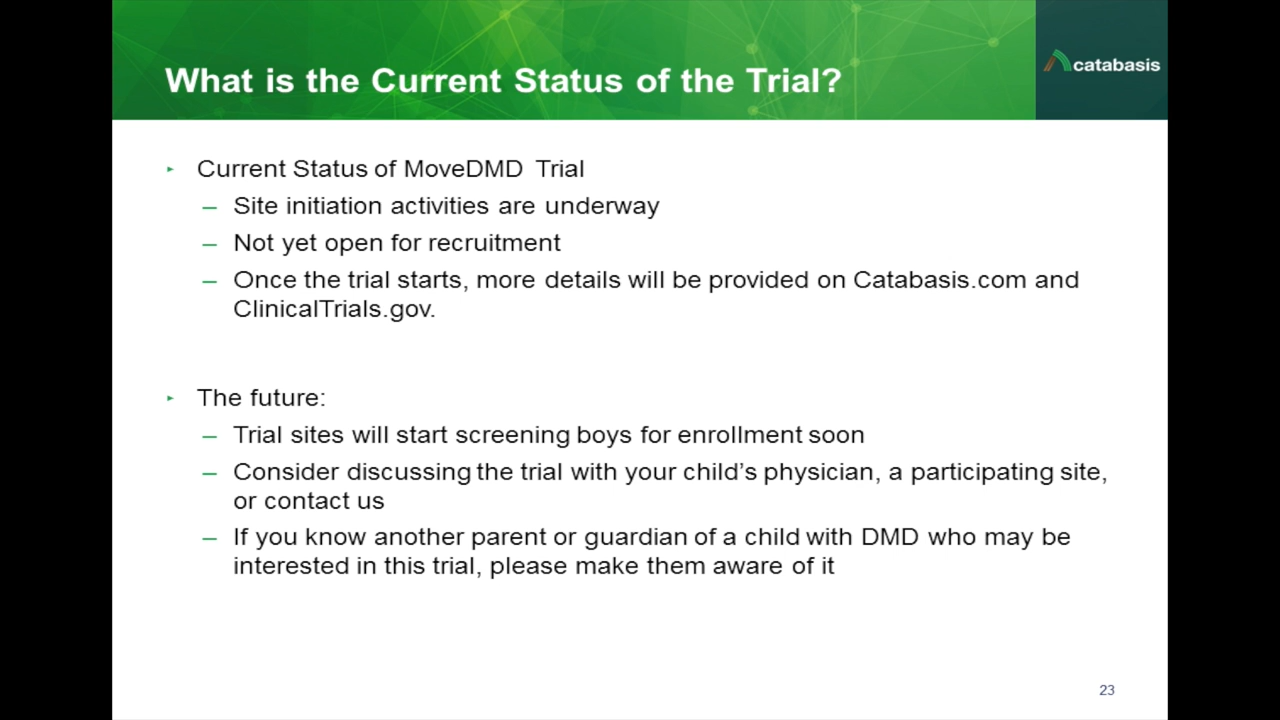 What is the Current Status of the Trial?
catabasis
‣ Current Status of MoveDMD Trial
– Site initiation activities are underway
– Not yet open for recruitment
– Once the trial starts, more details will be provided on Catabasis.com and
ClinicalTrials.gov.
‣ The future:
– Trial sites will start screening boys for enrollment soon
– Consider discussing the trial with your child’s physician, a participating site,
or contact us
– If you know another parent or guardian of a child with DMD who may be
interested in this trial, please make them aware of it
23